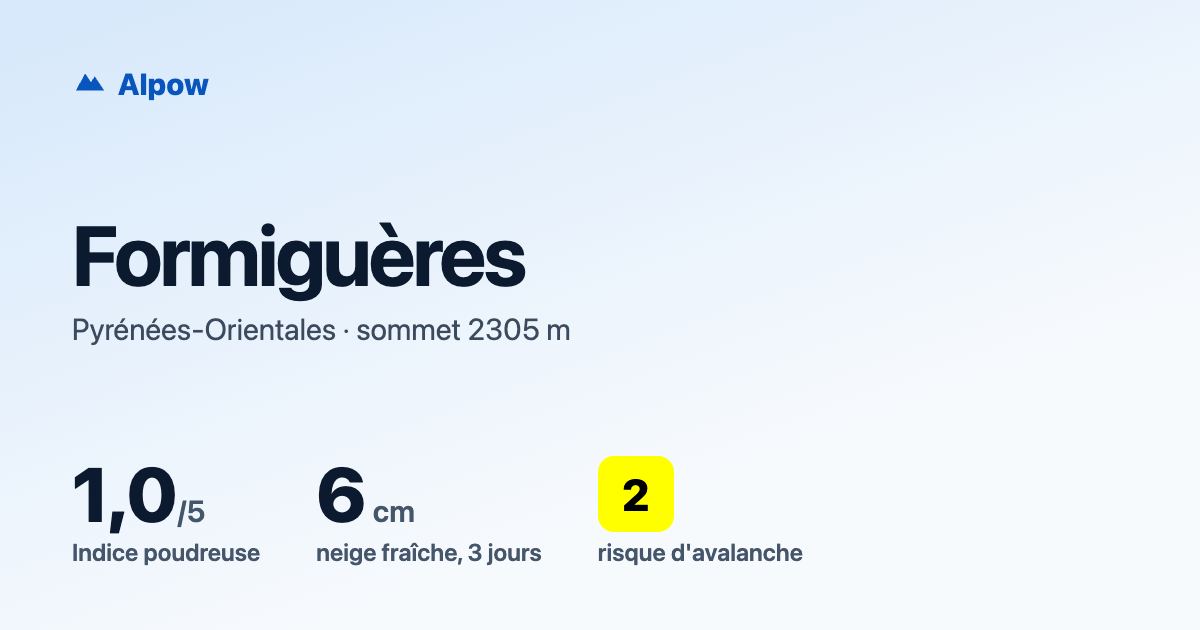 Alpow
Formiguères
Pyrénées-Orientales · sommet 2305 m
1,0/5 6 cm 2
Indice poudreuse neige fraîche, 3 jours risque d'avalanche